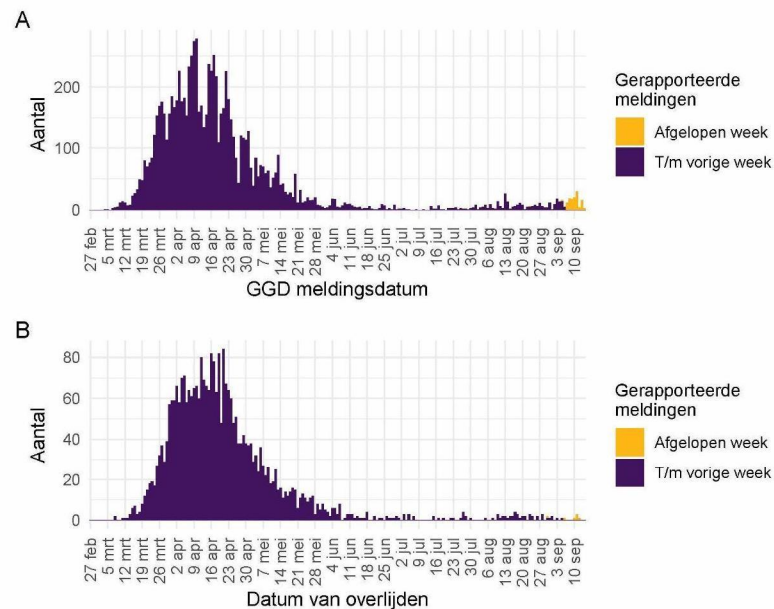 A
Aantal
200
100
0
27 feb
5 mrt
12 mrt
19 mrt
26 mrt
2 apr
9 apr
16 apr
23 apr
30 apr
7 mei
14 mei
21 mei
28 mei
4 jun
11 jun
18 jun
25 jun
2 jul
9 jul
16 jul
23 jul
30 jul
6 aug
13 aug
20 aug
27 aug
3 sep
10 sep
GGD meldingsdatum
Gerapporteerde
meldingen
Afgelopen week
T/m vorige week
B
Aantal
80
60
40
20
0
27 feb
5 mrt
12 mrt
19 mrt
26 mrt
2 apr
9 apr
16 apr
23 apr
30 apr
7 mei
14 mei
21 mei
28 mei
4 jun
11 jun
18 jun
25 jun
2 jul
9 jul
16 jul
23 jul
30 jul
6 aug
13 aug
20 aug
27 aug
3 sep
10 sep
Datum van overlijden
Gerapporteerde
meldingen
Afgelopen week
T/m vorige week